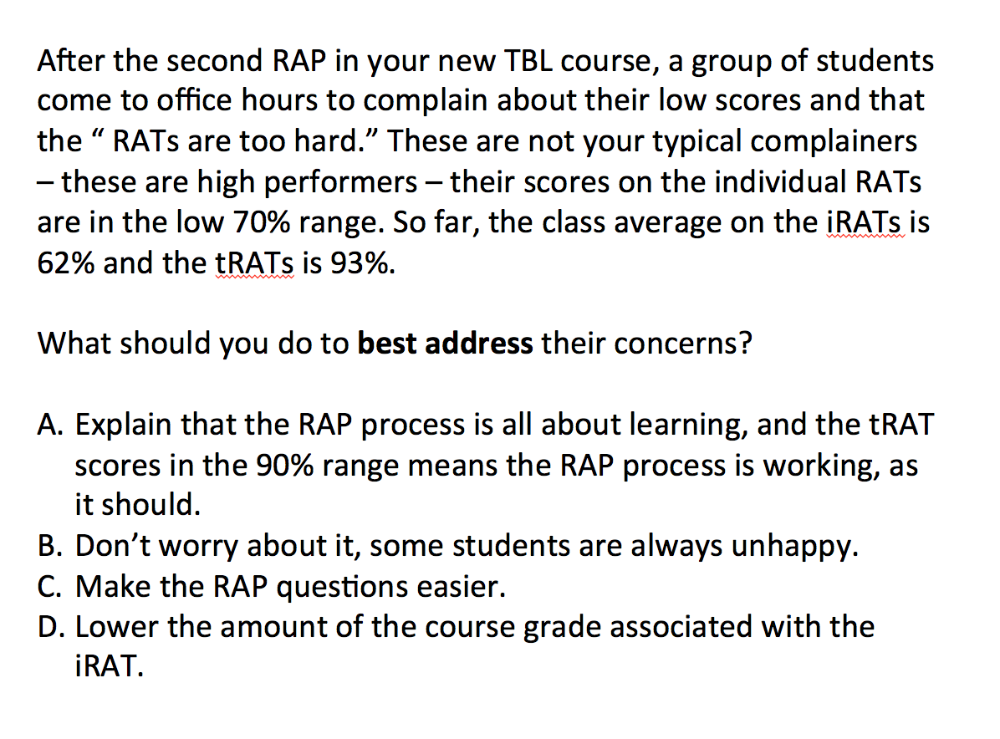 After the second RAP in your new TBL course, a group of students
come to office hours to complain about their low scores and that
the “ RATs are too hard.” These are not your typical complainers
– these are high performers – their scores on the individual RATs
are in the low 70% range. So far, the class average on the iRATs is
62% and the tRATs is 93%.
What should you do to best address their concerns?
A. Explain that the RAP process is all about learning, and the tRAT
scores in the 90% range means the RAP process is working, as
it should.
B. Don’t worry about it, some students are always unhappy.
C. Make the RAP questions easier.
D. Lower the amount of the course grade associated with the
iRAT.